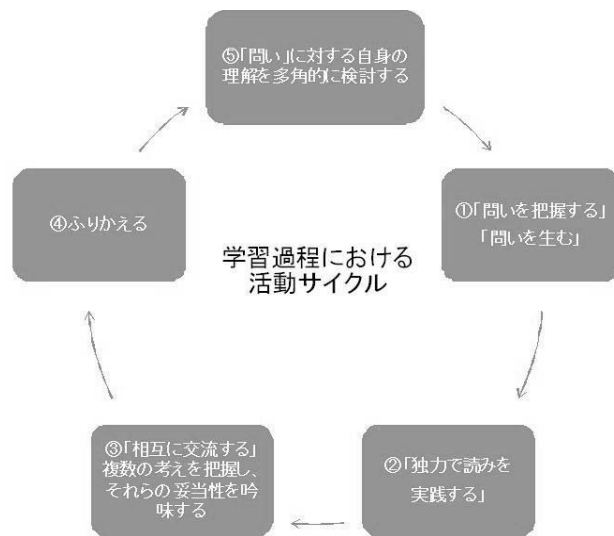 ⑤「問い」に対する自身の
理解を多角的に検討する
①「問いを把握する」
「問いを生む」
②「独力で読みを
実践する」
③「相互に交流する」
複数の考えを把握し、
それらの妥当性を吟
味する
④ふりかえる
学習過程における
活動サイクル